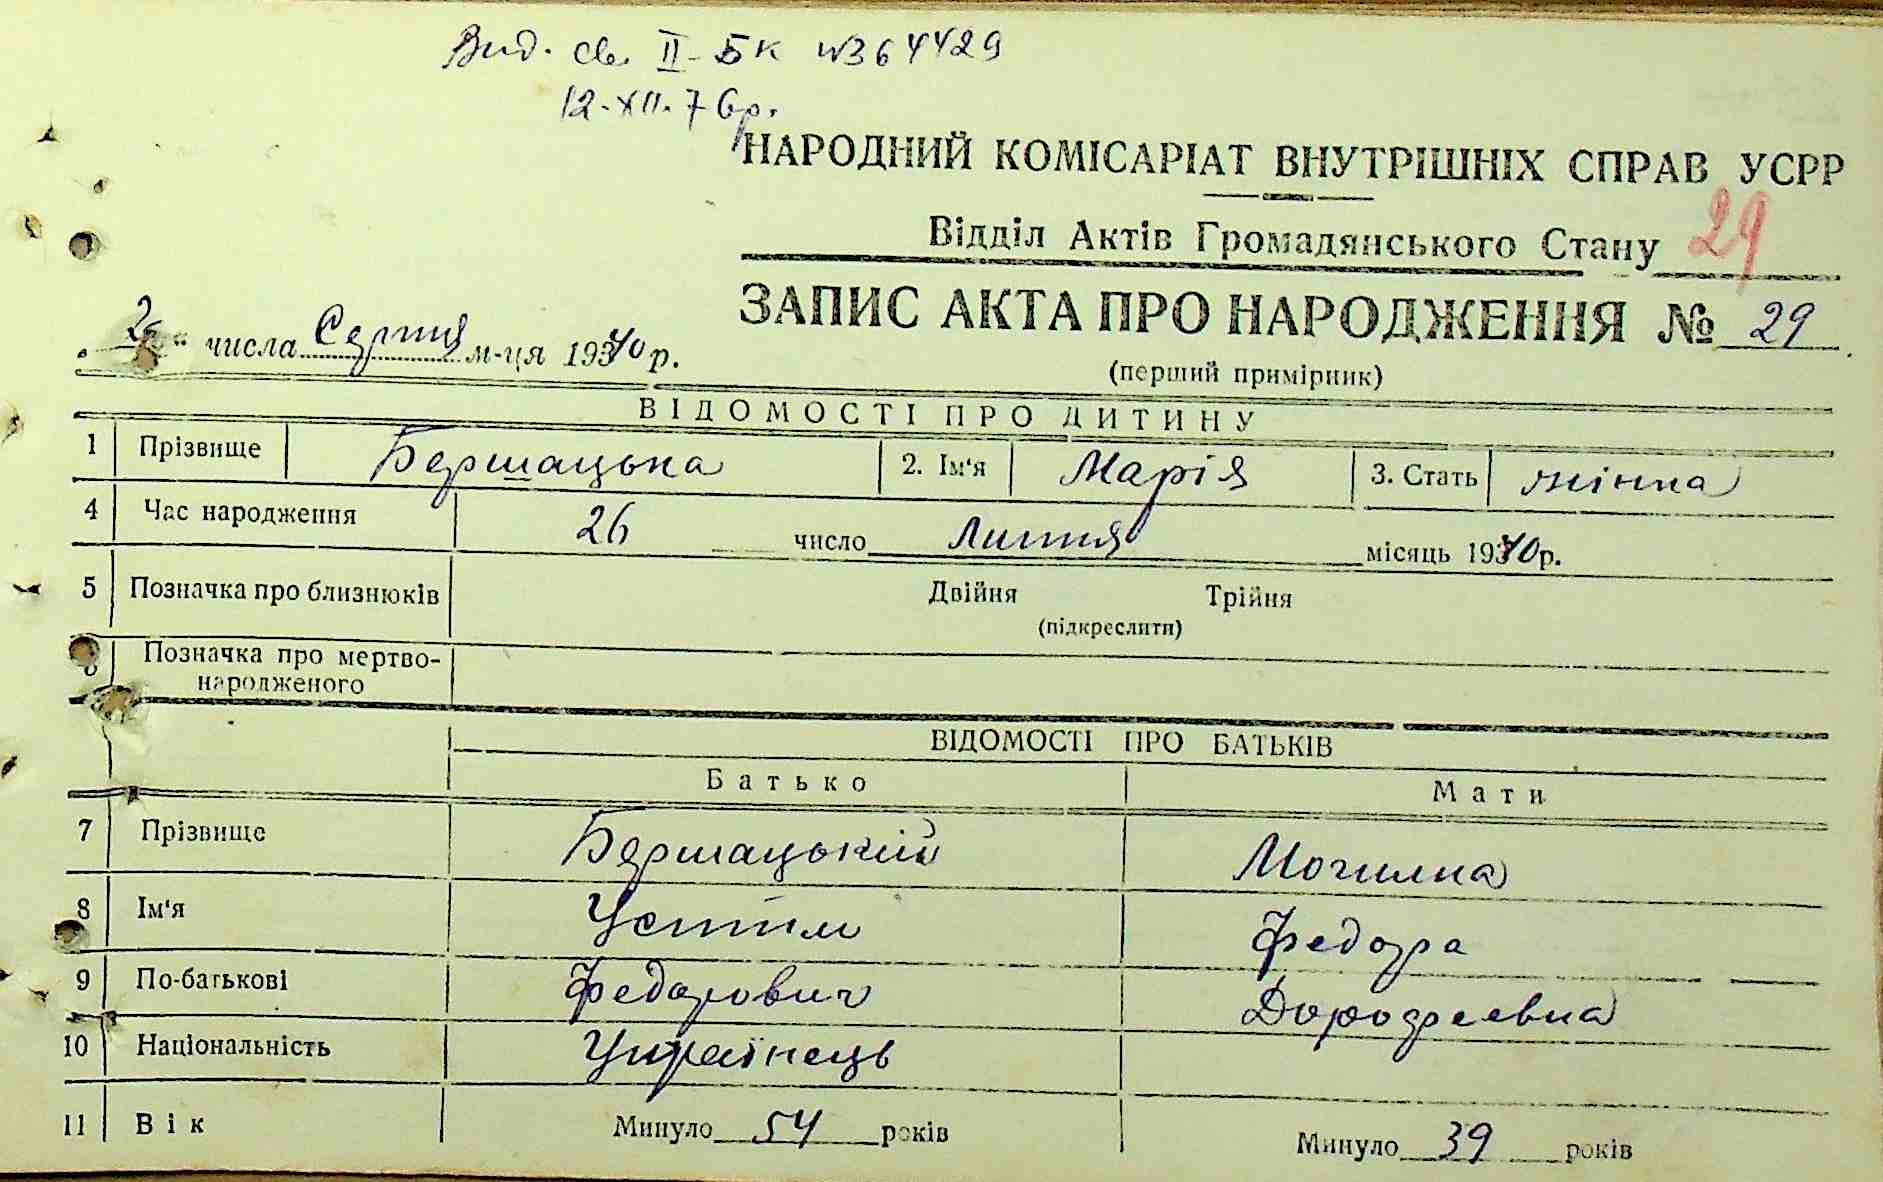 Вид. св. II-БК №364429
12.XII.76р.
НАРОДНИЙ КОМІСАРІАТ ВНУТРІШНІХ СПРАВ УСРР
Відділ Актів Громадянського Стану 29
ЗАПИС АКТА ПРО НАРОДЖЕННЯ № 29
(перший примірник)
числа Серпня м-ця 1940 р.
ВІДОМОСТІ ПРО ДИТИНУ
1 Прізвище Бершацька 2. Ім'я Марія 3. Стать жінка
4 Час народження 26 число Липня місяць 1940 р.
5 Позначка про близнюків Двійня Трійня
(підкреслити)
6 Позначка про мертво-
народженого
ВІДОМОСТІ ПРО БАТЬКІВ
Батько Мати
7 Прізвище Бершацький Могилка
8 Ім'я Устим Федора
9 По-батькові Федорович Дорофеевна
10 Національність Українець
11 Вік Минуло 54 років Минуло 39 років